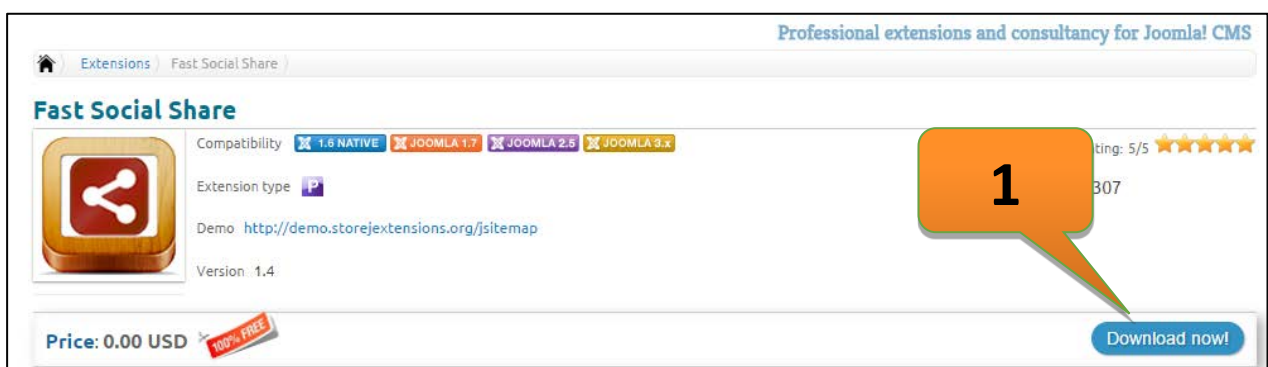 Professional extensions and consultancy for Joomla! CMS
Extensions Fast Social Share
Fast Social Share
Compatibility 1.6 NATIVE JOOMLA 1.7 JOOMLA 2.5 JOOMLA 3.x
ting: 5/5
Extension type P
307
1
Demo http://demo.storejextensions.org/jsitemap
Version 1.4
Price: 0.00 USD 100% FREE
Download now!